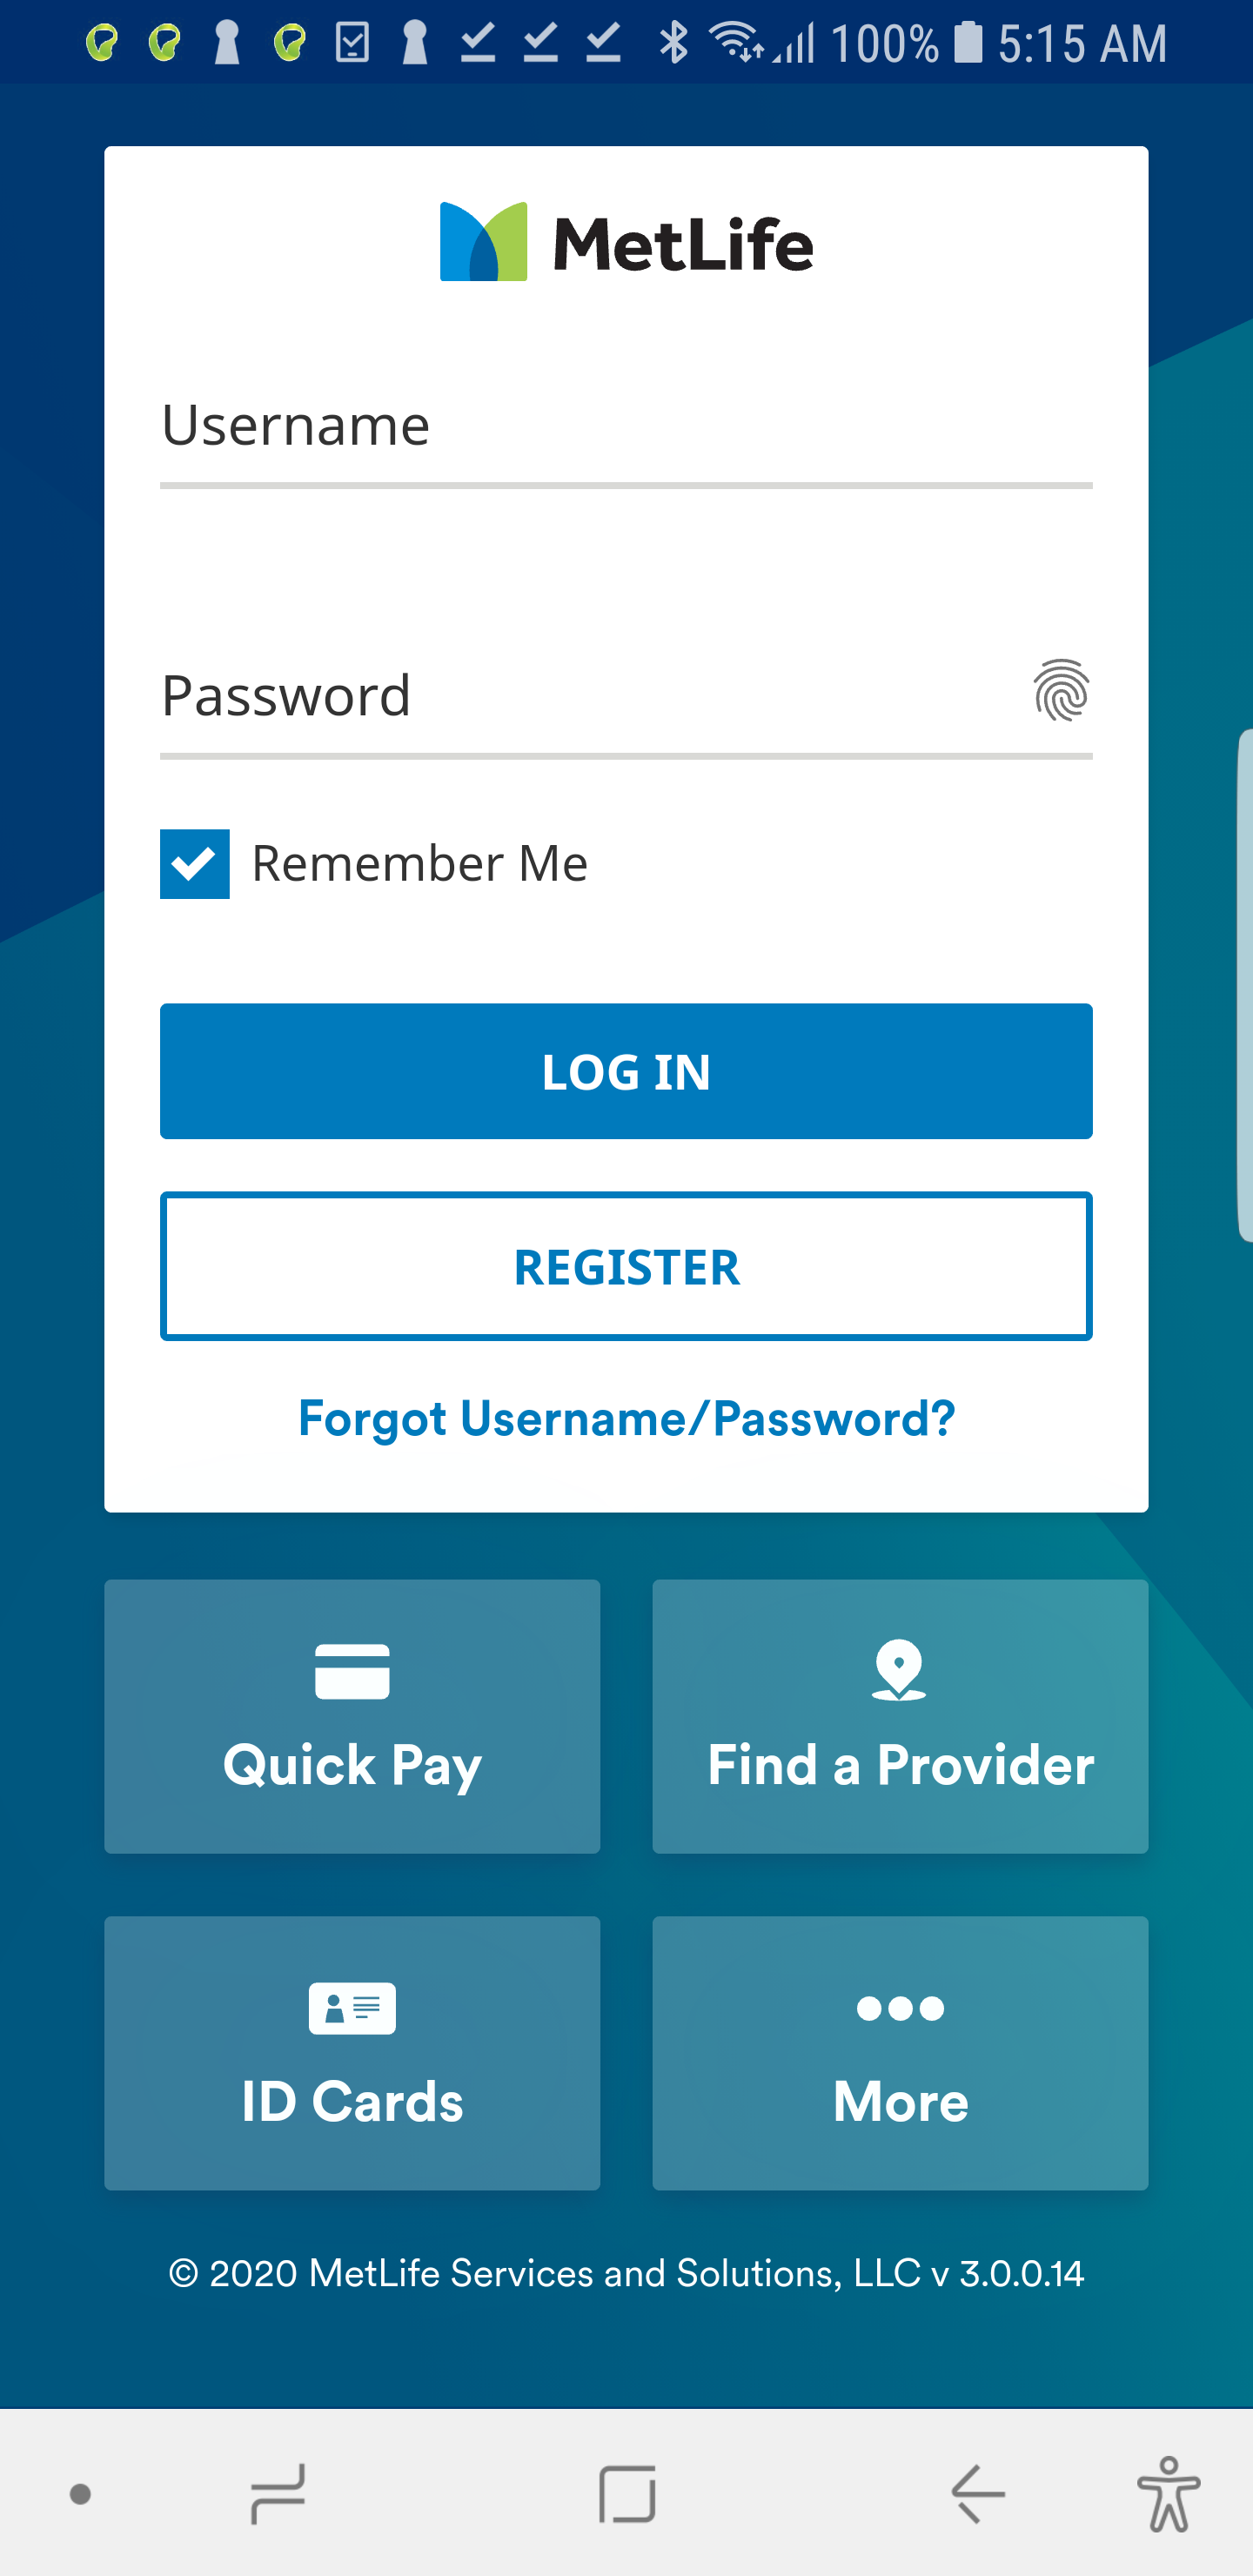 100% 5:15 AM
MetLife
Username
Password
Remember Me
LOG IN
REGISTER
Forgot Username/Password?
Quick Pay
Find a Provider
ID Cards
More
© 2020 MetLife Services and Solutions, LLC v 3.0.0.14